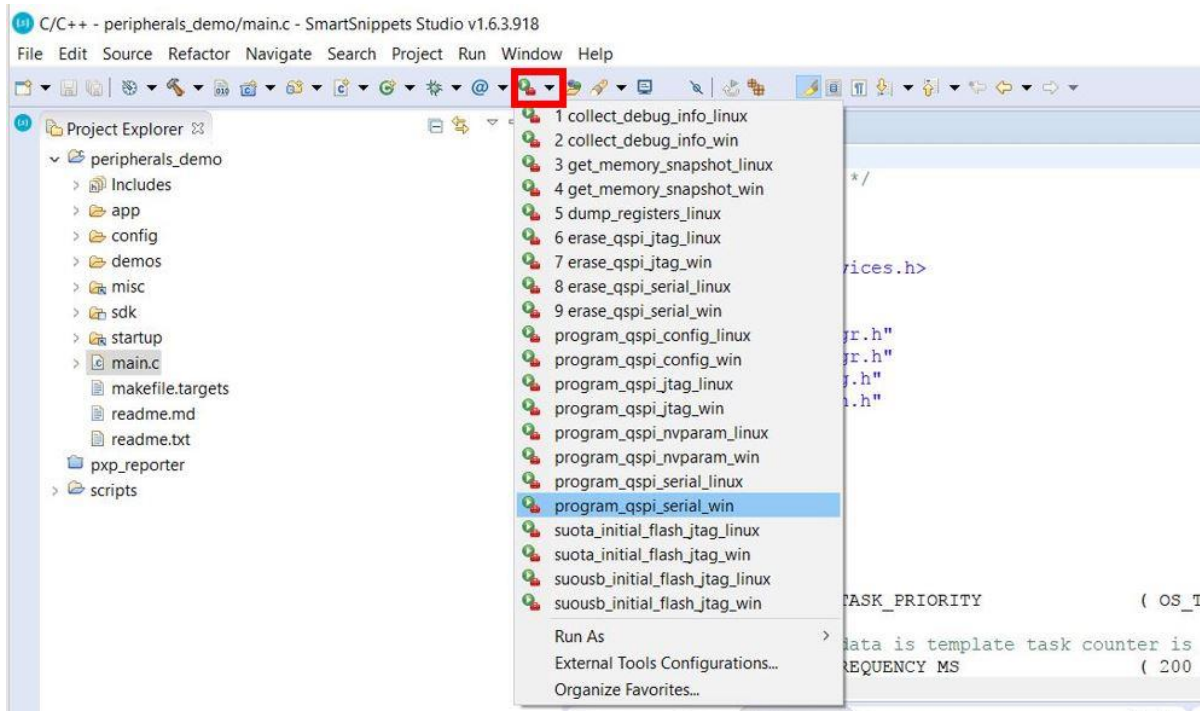 C/C++ - peripherals_demo/main.c - SmartSnippets Studio v1.6.3.918
File Edit Source Refactor Navigate Search Project Run Window Help
Project Explorer
peripherals_demo
Includes
app
config
demos
misc
sdk
startup
main.c
makefile.targets
readme.md
readme.txt
pxp_reporter
scripts
1 collect_debug_info_linux
2 collect_debug_info_win
3 get_memory_snapshot_linux
4 get_memory_snapshot_win
5 dump_registers_linux
6 erase_qspi_jtag_linux
7 erase_qspi_jtag_win
8 erase_qspi_serial_linux
9 erase_qspi_serial_win
program_qspi_config_linux
program_qspi_config_win
program_qspi_jtag_linux
program_qspi_jtag_win
program_qspi_nvparam_linux
program_qspi_nvparam_win
program_qspi_serial_linux
program_qspi_serial_win
suota_initial_flash_jtag_linux
suota_initial_flash_jtag_win
suousb_initial_flash_jtag_linux
suousb_initial_flash_jtag_win
Run As
External Tools Configurations...
Organize Favorites...
*/
vices.h>
gr.h"
gr.h"
g.h"
n.h"
TASK_PRIORITY ( OS_T
data is template task counter is
REQUENCY_MS ( 200